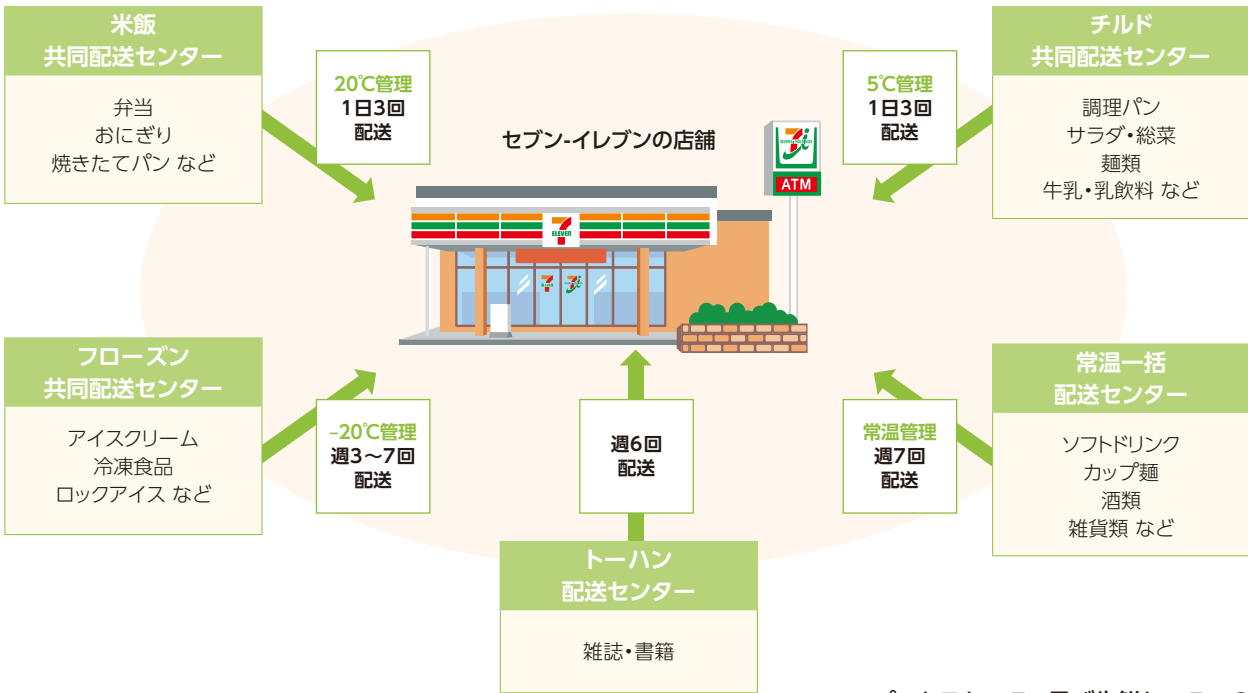 米飯
共同配送センター
弁当
おにぎり
焼きたてパン など
20℃管理
1日3回
配送
セブン-イレブンの店舗
5℃管理
1日3回
配送
チルド
共同配送センター
調理パン
サラダ・総菜
麺類
牛乳・乳飲料 など
ATM
7
ELEVEN
フローズン
共同配送センター
アイスクリーム
冷凍食品
ロックアイス など
–20℃管理
週3〜7回
配送
週6回
配送
常温管理
週7回
配送
常温一括
配送センター
ソフトドリンク
カップ麺
酒類
雑貨類 など
トーハン
配送センター
雑誌・書籍